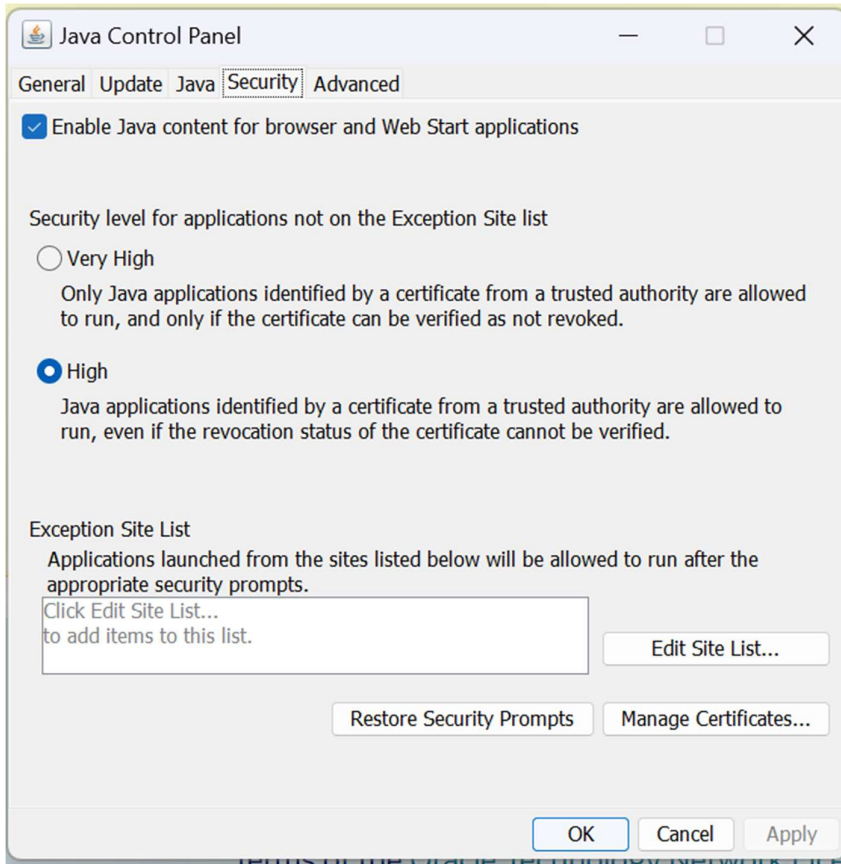 Java Control Panel
General Update Java Security Advanced
Enable Java content for browser and Web Start applications
Security level for applications not on the Exception Site list
Very High
Only Java applications identified by a certificate from a trusted authority are allowed
to run, and only if the certificate can be verified as not revoked.
High
Java applications identified by a certificate from a trusted authority are allowed to
run, even if the revocation status of the certificate cannot be verified.
Exception Site List
Applications launched from the sites listed below will be allowed to run after the
appropriate security prompts.
Click Edit Site List...
to add items to this list.
Edit Site List...
Restore Security Prompts Manage Certificates...
OK Cancel Apply
Terms of the Oracle Technology Network